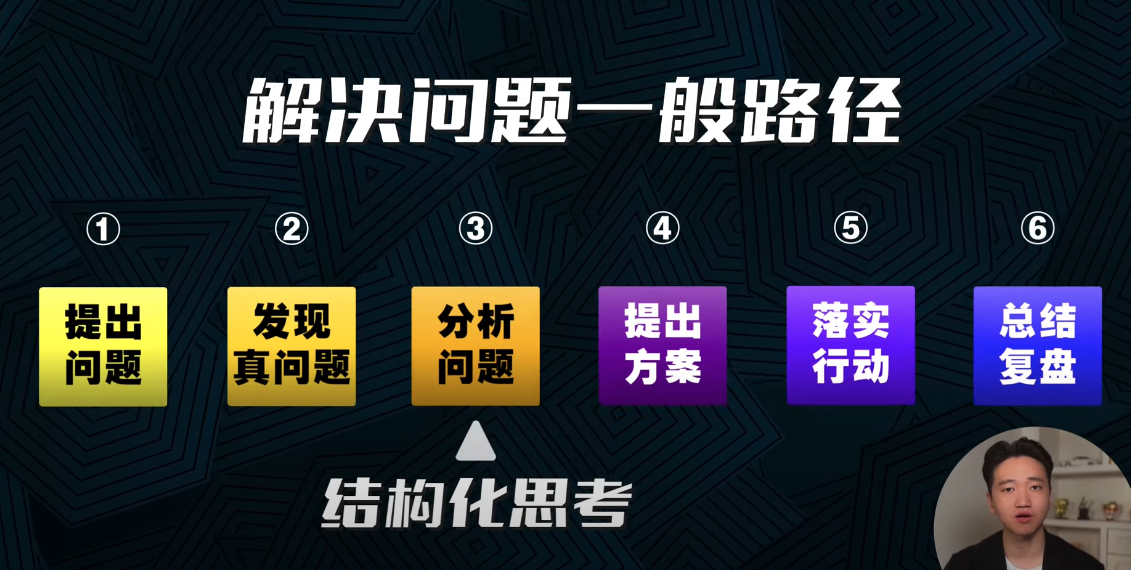 解决问题一般路径
① ② ③ ④ ⑤ ⑥
提出 发现 分析 提出 落实 总结
问题 真问题 问题 方案 行动 复盘
结构化思考